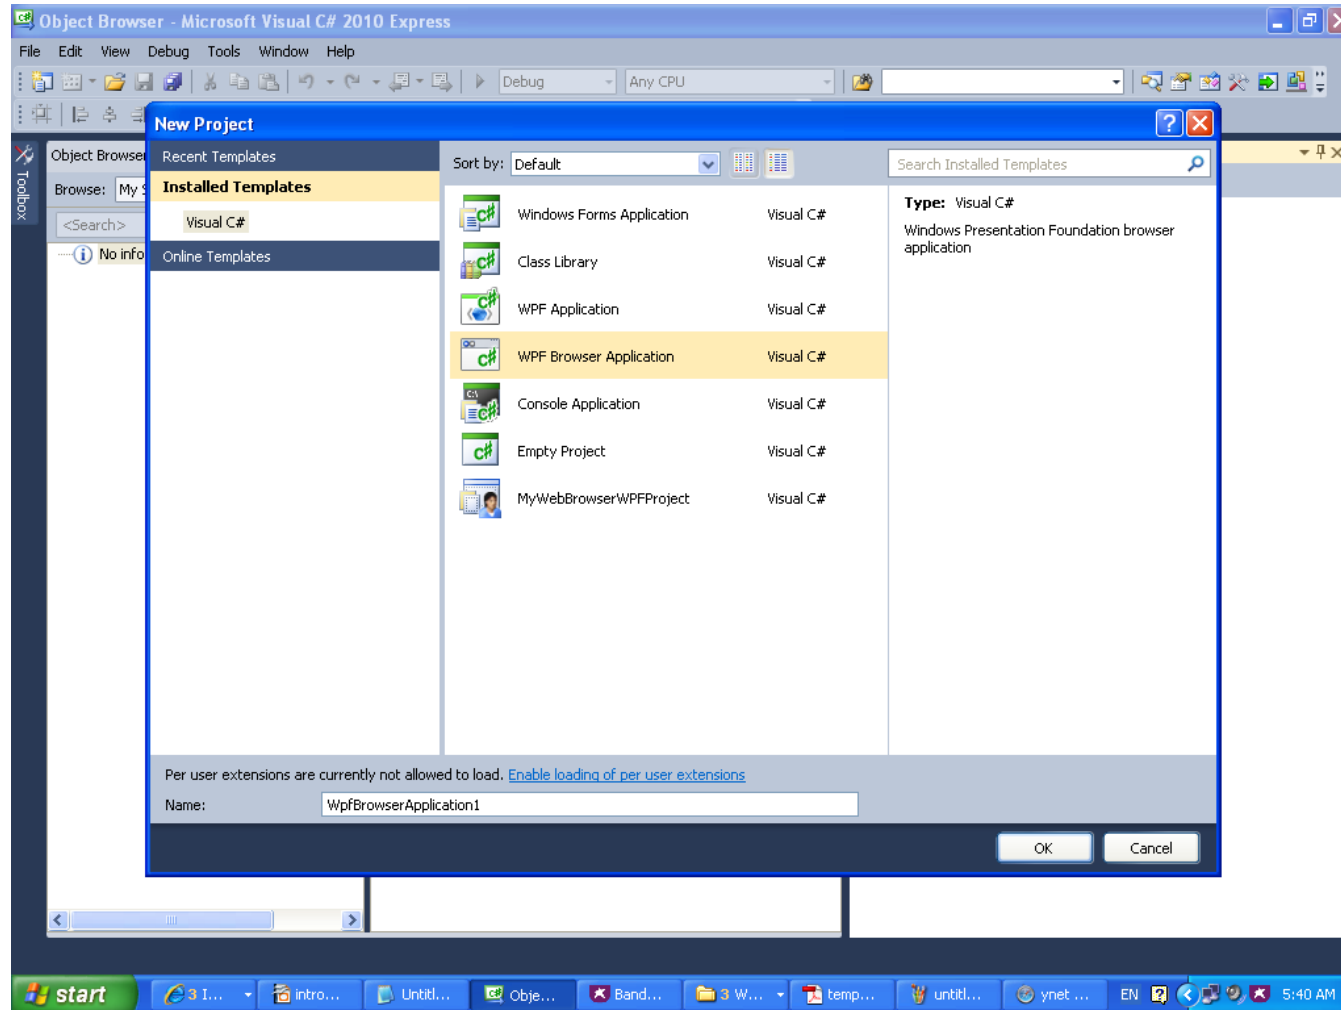 Object Browser - Microsoft Visual C# 2010 Express
File Edit View Debug Tools Window Help
Debug Any CPU
New Project
Toolbox
Object Browser
Browse: My S
<Search>
No info
Recent Templates
Installed Templates
Visual C#
Online Templates
Sort by: Default
Search Installed Templates
Windows Forms Application Visual C#
Class Library Visual C#
WPF Application Visual C#
WPF Browser Application Visual C#
Console Application Visual C#
Empty Project Visual C#
MyWebBrowserWPFProject Visual C#
Type: Visual C#
Windows Presentation Foundation browser
application
Per user extensions are currently not allowed to load. Enable loading of per user extensions
Name: WpfBrowserApplication1
OK Cancel
start 3 I... intro... Untitl... Obje... Band... 3 W... temp... untitl... ynet ... EN 5:40 AM